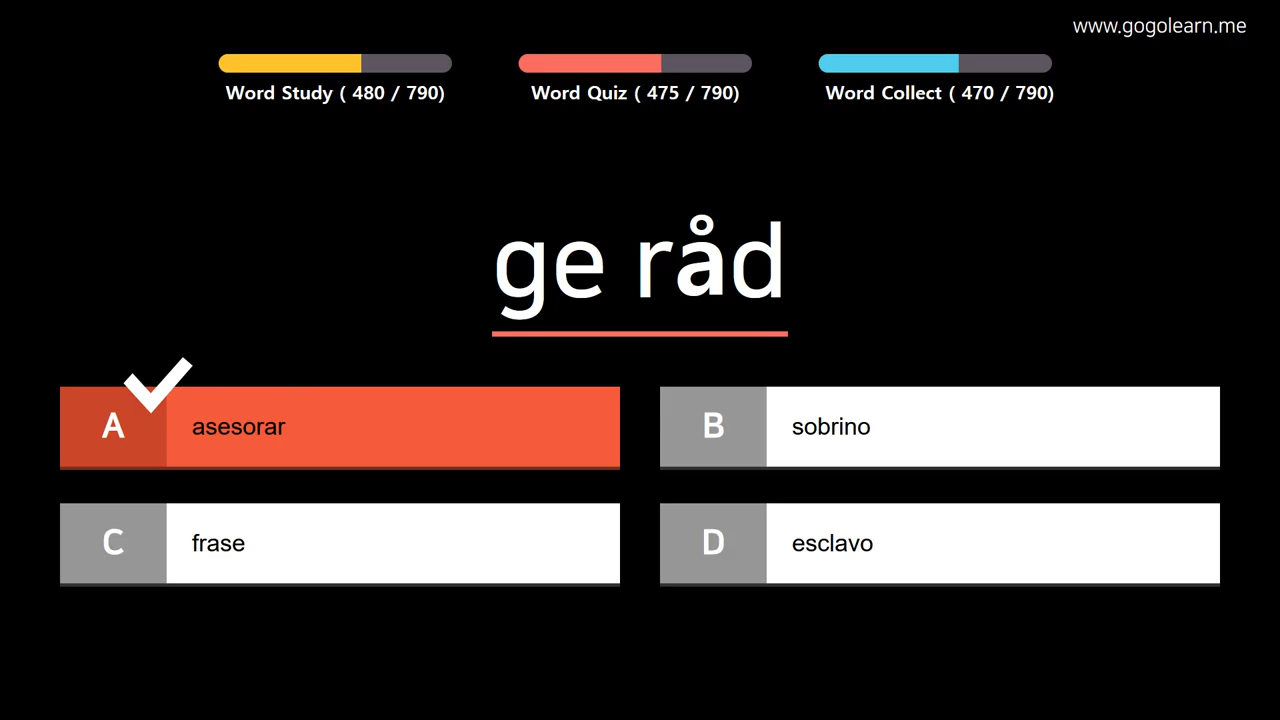 www.gogolearn.me
Word Study ( 480 / 790)
Word Quiz ( 475 / 790)
Word Collect ( 470 / 790)
ge råd
A asesorar
B sobrino
C frase
D esclavo